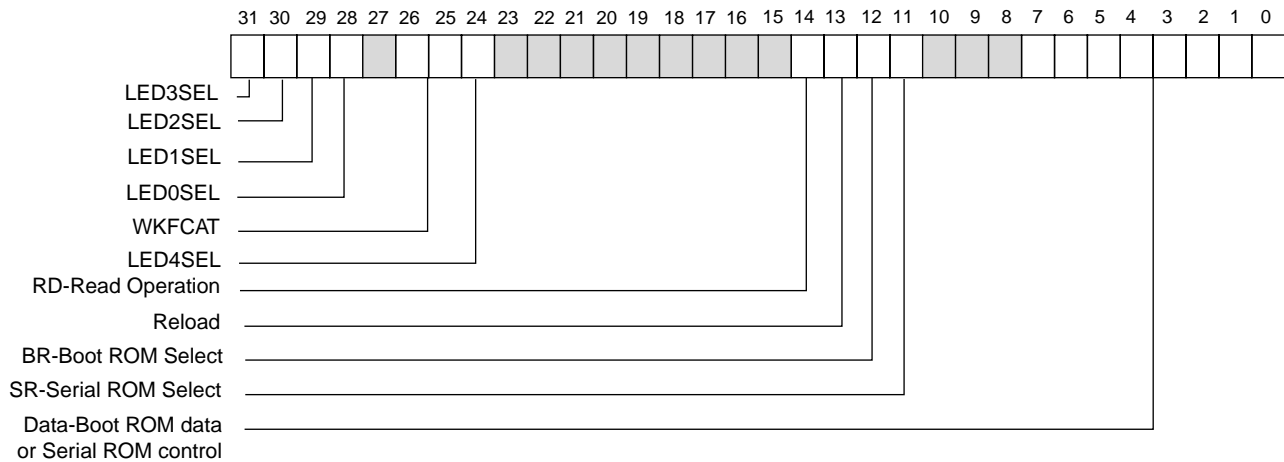 31 30 29 28 27 26 25 24 23 22 21 20 19 18 17 16 15 14 13 12 11 10 9 8 7 6 5 4 3 2 1 0
LED3SEL
LED2SEL
LED1SEL
LED0SEL
WKFCAT
LED4SEL
RD-Read Operation
Reload
BR-Boot ROM Select
SR-Serial ROM Select
Data-Boot ROM data
or Serial ROM control